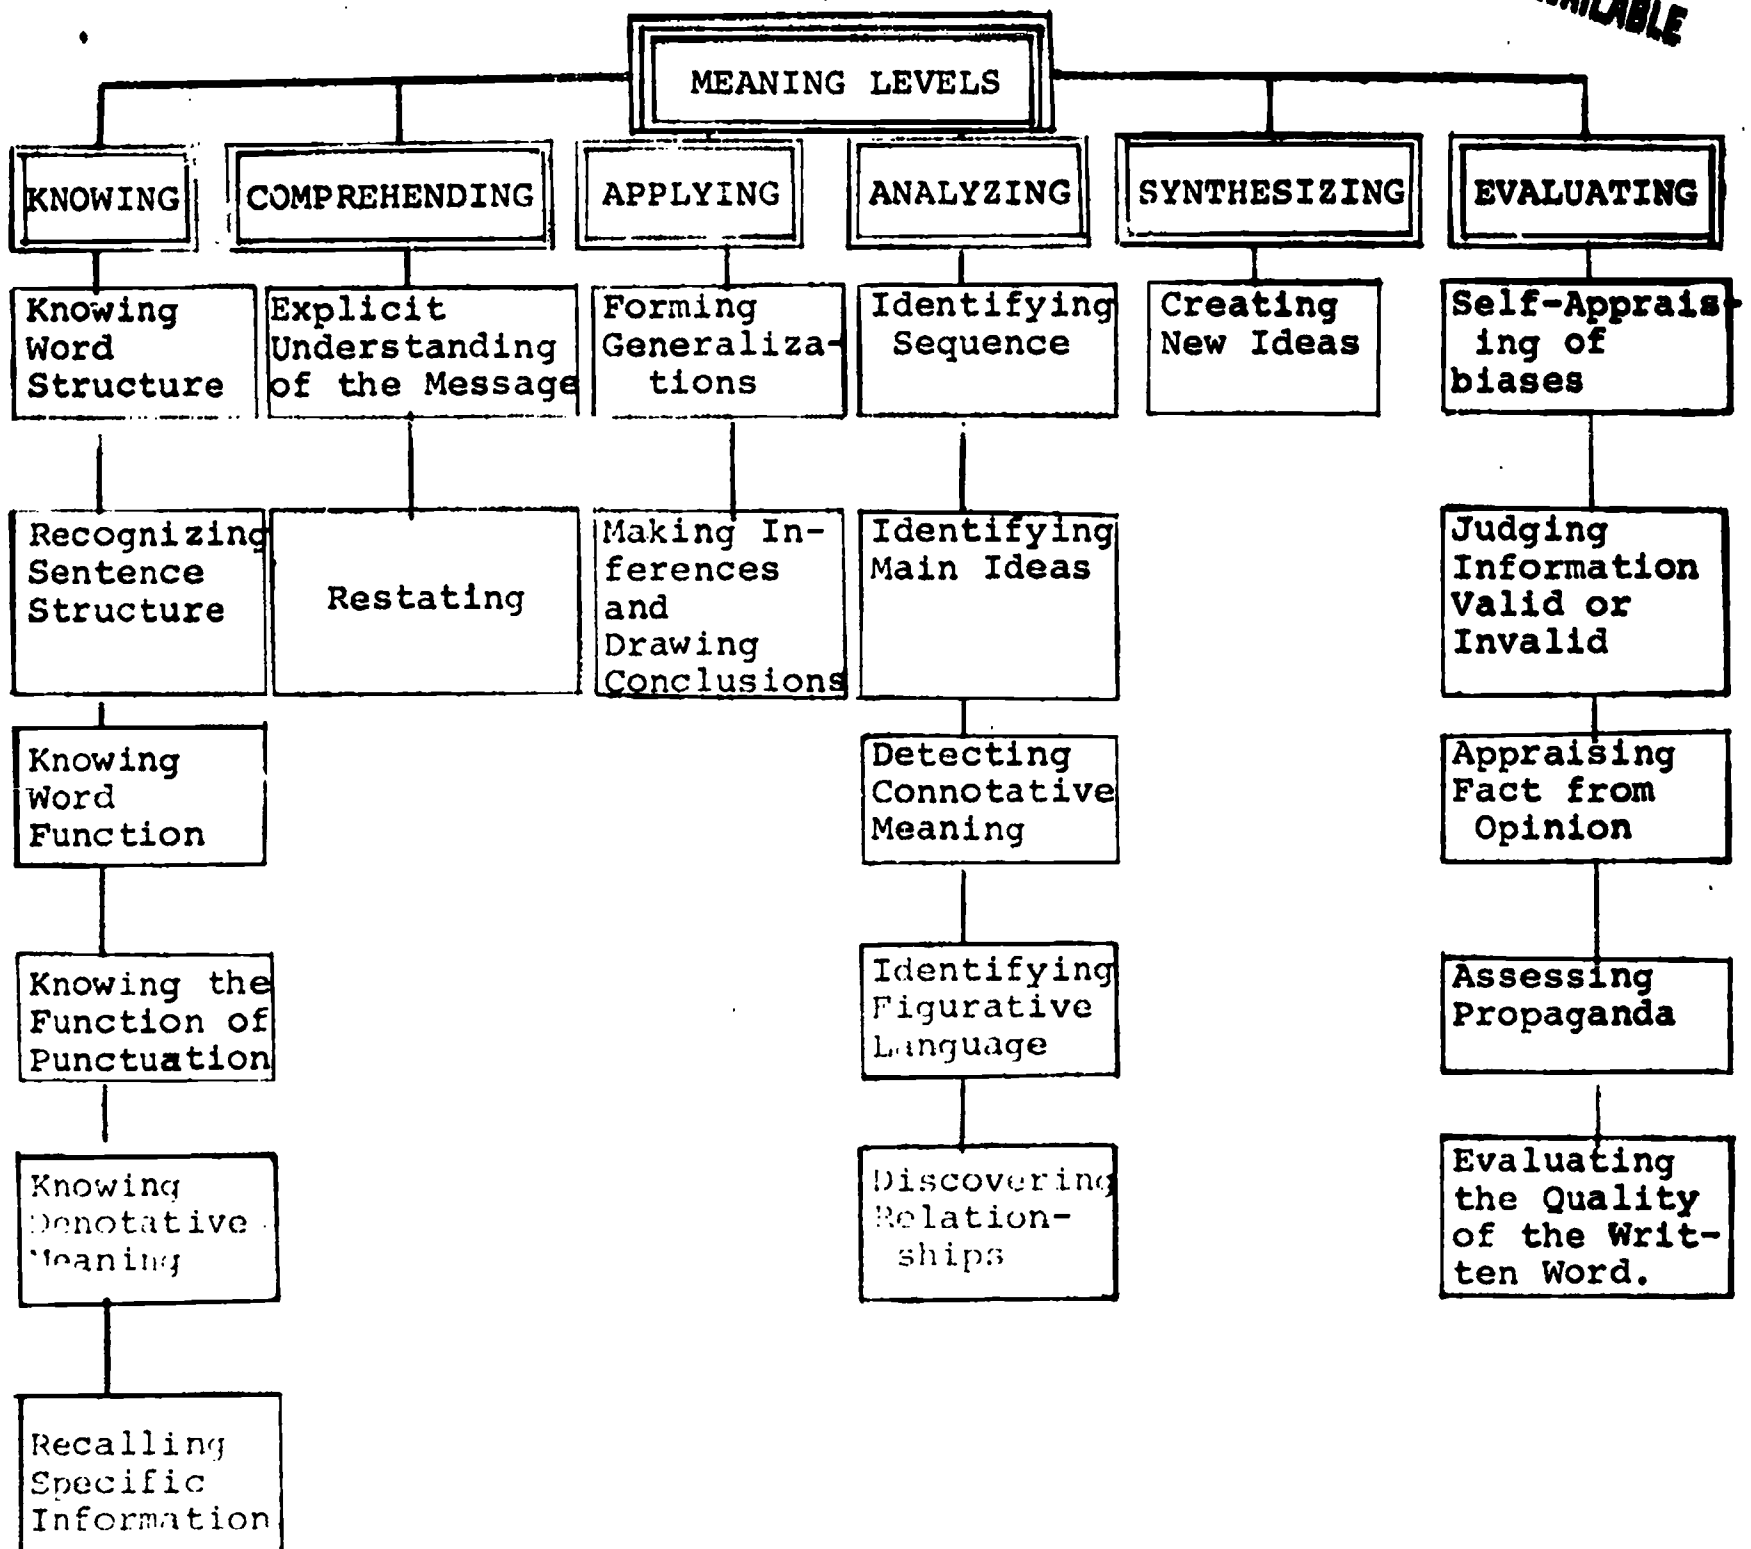 AVAILABLE
MEANING LEVELS
KNOWING
COMPREHENDING
APPLYING
ANALYZING
SYNTHESIZING
EVALUATING
Knowing
Word
Structure
Explicit
Understanding
of the Message
Forming
Generaliza-
tions
Identifying
Sequence
Creating
New Ideas
Self-Apprais-
ing of
biases
Recognizing
Sentence
Structure
Restating
Making In-
ferences
and
Drawing
Conclusions
Identifying
Main Ideas
Judging
Information
Valid or
Invalid
Knowing
Word
Function
Detecting
Connotative
Meaning
Appraising
Fact from
Opinion
Knowing the
Function of
Punctuation
Identifying
Figurative
Language
Assessing
Propaganda
Knowing
Denotative
Meaning
Discovering
Relation-
ships
Evaluating
the Quality
of the Writ-
ten Word.
Recalling
Specific
Information